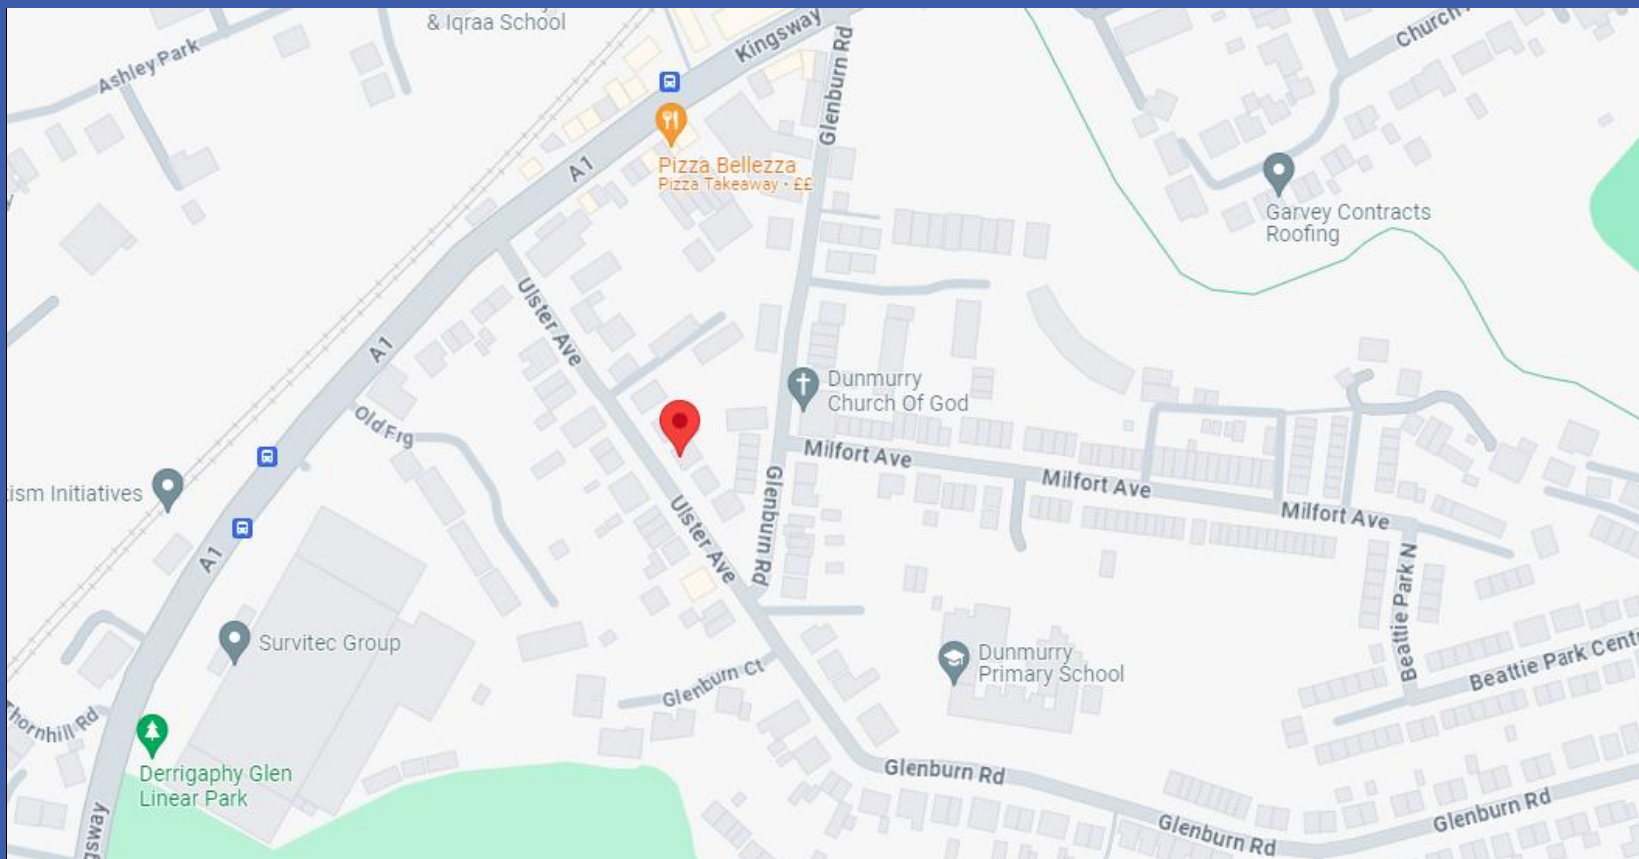 & Iqraa School
Ashley Park
Kingsway
Glenburn Rd
Church
A1
Pizza Bellezza
Pizza Takeaway · ££
Garvey Contracts
Roofing
Ulster Ave
A1
Dunmurry
Church Of God
Old Frg
Milfort Ave
Milfort Ave
Milfort Ave
Glenburn Rd
Ulster Ave
tism Initiatives
A1
Beattie Park N
Survitec Group
Glenburn Ct
Dunmurry
Primary School
Beattie Park Centr
Thornhill Rd
Derrigaphy Glen
Linear Park
Glenburn Rd
Glenburn Rd
Glenburn Rd
gsway